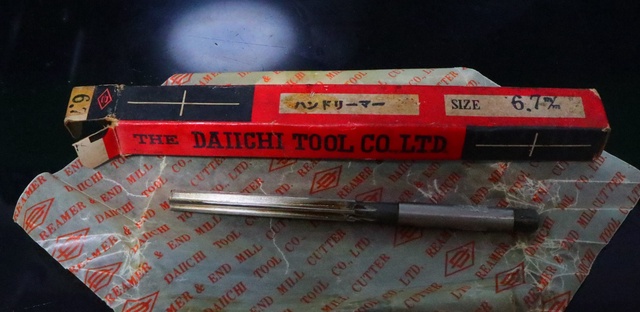 6.7
ハンドリーマー
SIZE 6.7m/m
THE DAIICHI TOOL CO. LTD
REAMER & END MILL CUTTER
DAIICHI TOOL CO., LTD.